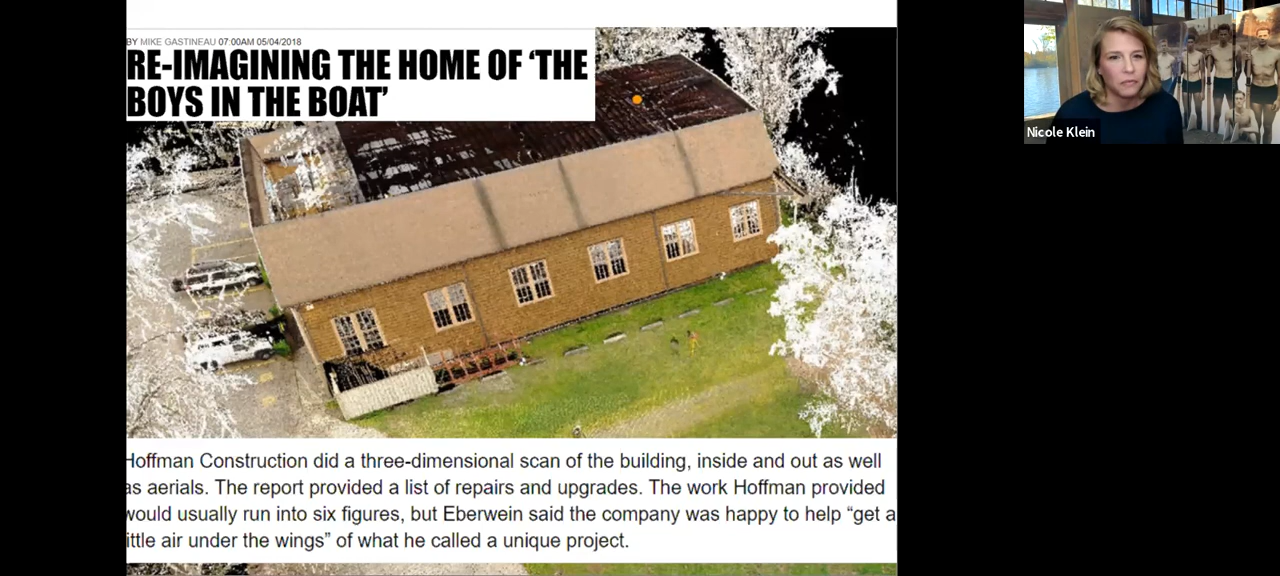 BY MIKE GASTINEAU 07:00AM 05/04/2018
RE-IMAGINING THE HOME OF ‘THE
BOYS IN THE BOAT’
Nicole Klein
Hoffman Construction did a three-dimensional scan of the building, inside and out as well
as aerials. The report provided a list of repairs and upgrades. The work Hoffman provided
would usually run into six figures, but Eberwein said the company was happy to help “get a
little air under the wings” of what he called a unique project.